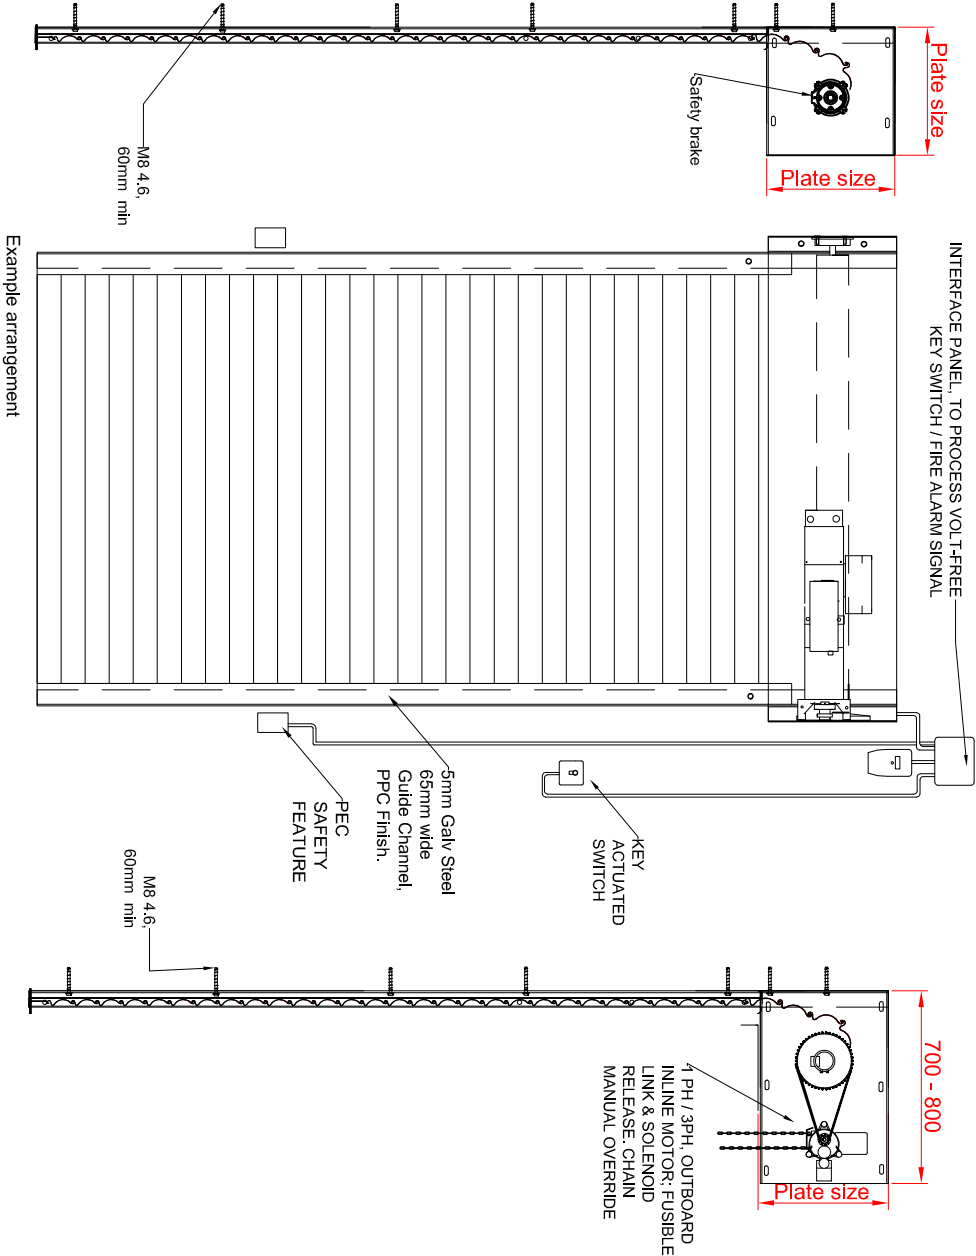 Plate size
Plate size
Safety brake
M8 4.6,
60mm min
INTERFACE PANEL, TO PROCESS VOLT-FREE
KEY SWITCH / FIRE ALARM SIGNAL
Example arrangement
5mm Galv Steel
65mm wide
Guide Channel,
PPC Finish.
PEC
SAFETY
FEATURE
KEY
ACTUATED
SWITCH
M8 4.6,
60mm min
700 - 800
1 PH / 3PH, OUTBOARD
INLINE MOTOR; FUSIBLE
LINK & SOLENOID
RELEASE. CHAIN
MANUAL OVERRIDE
Plate size